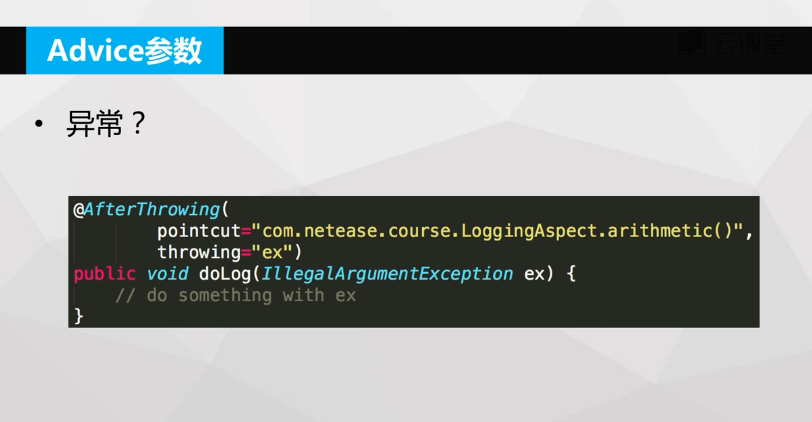 Advice参数
云课堂
• 异常？
@AfterThrowing(
        pointcut="com.netease.course.LoggingAspect.arithmetic()",
        throwing="ex")
public void doLog(IllegalArgumentException ex) {
    // do something with ex
}